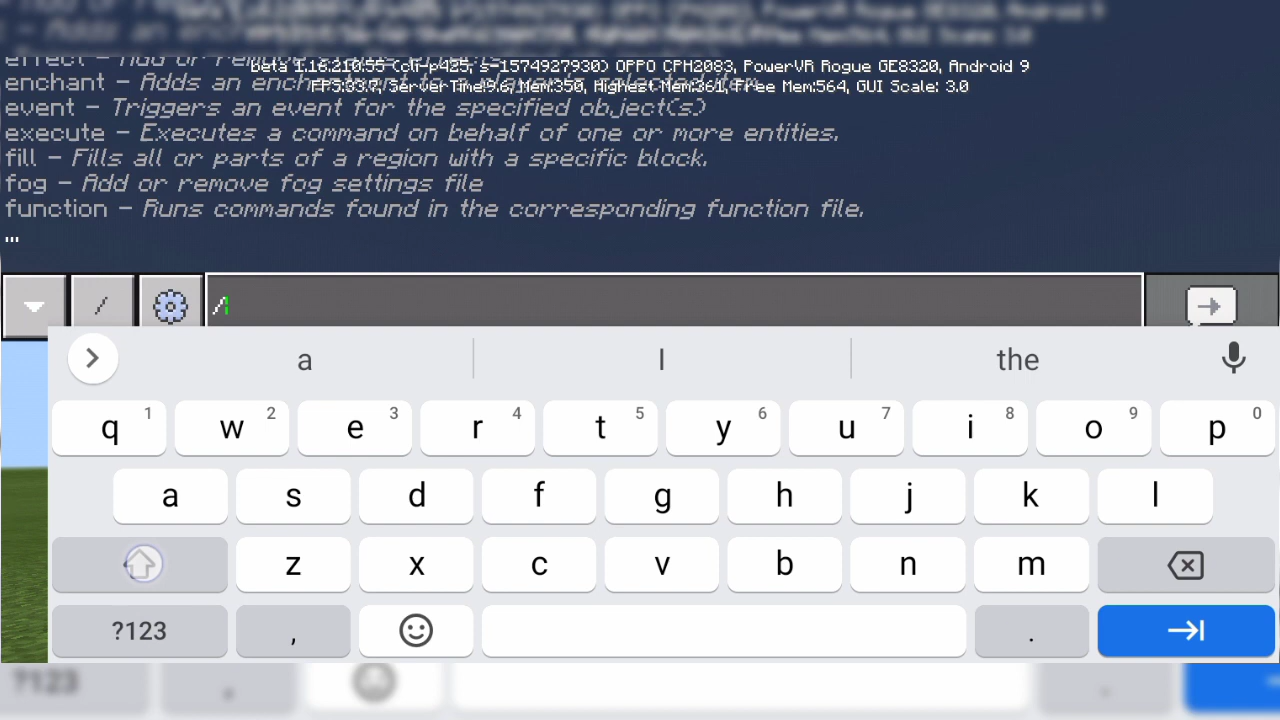 effect – Add or rem
beta 1.16.210.55 (cli-p425, s-1574927930) OPPO CPH2083, PowerVR Rogue GE8320, Android 9
enchant – Adds an enchantment to a player's selected item.
FPS:33.7, ServerTime:9.6, Mem:350, Highest Mem:361, Free Mem:564, GUI Scale: 3.0
event – Triggers an event for the specified object(s)
execute – Executes a command on behalf of one or more entities.
fill – Fills all or parts of a region with a specific block.
fog – Add or remove fog settings file
function – Runs commands found in the corresponding function file.
...
/ /
a I the
q 1 w 2 e 3 r 4 t 5 y 6 u 7 i 8 o 9 p 0
a s d f g h j k l
z x c v b n m
?123 , .
?123 , .